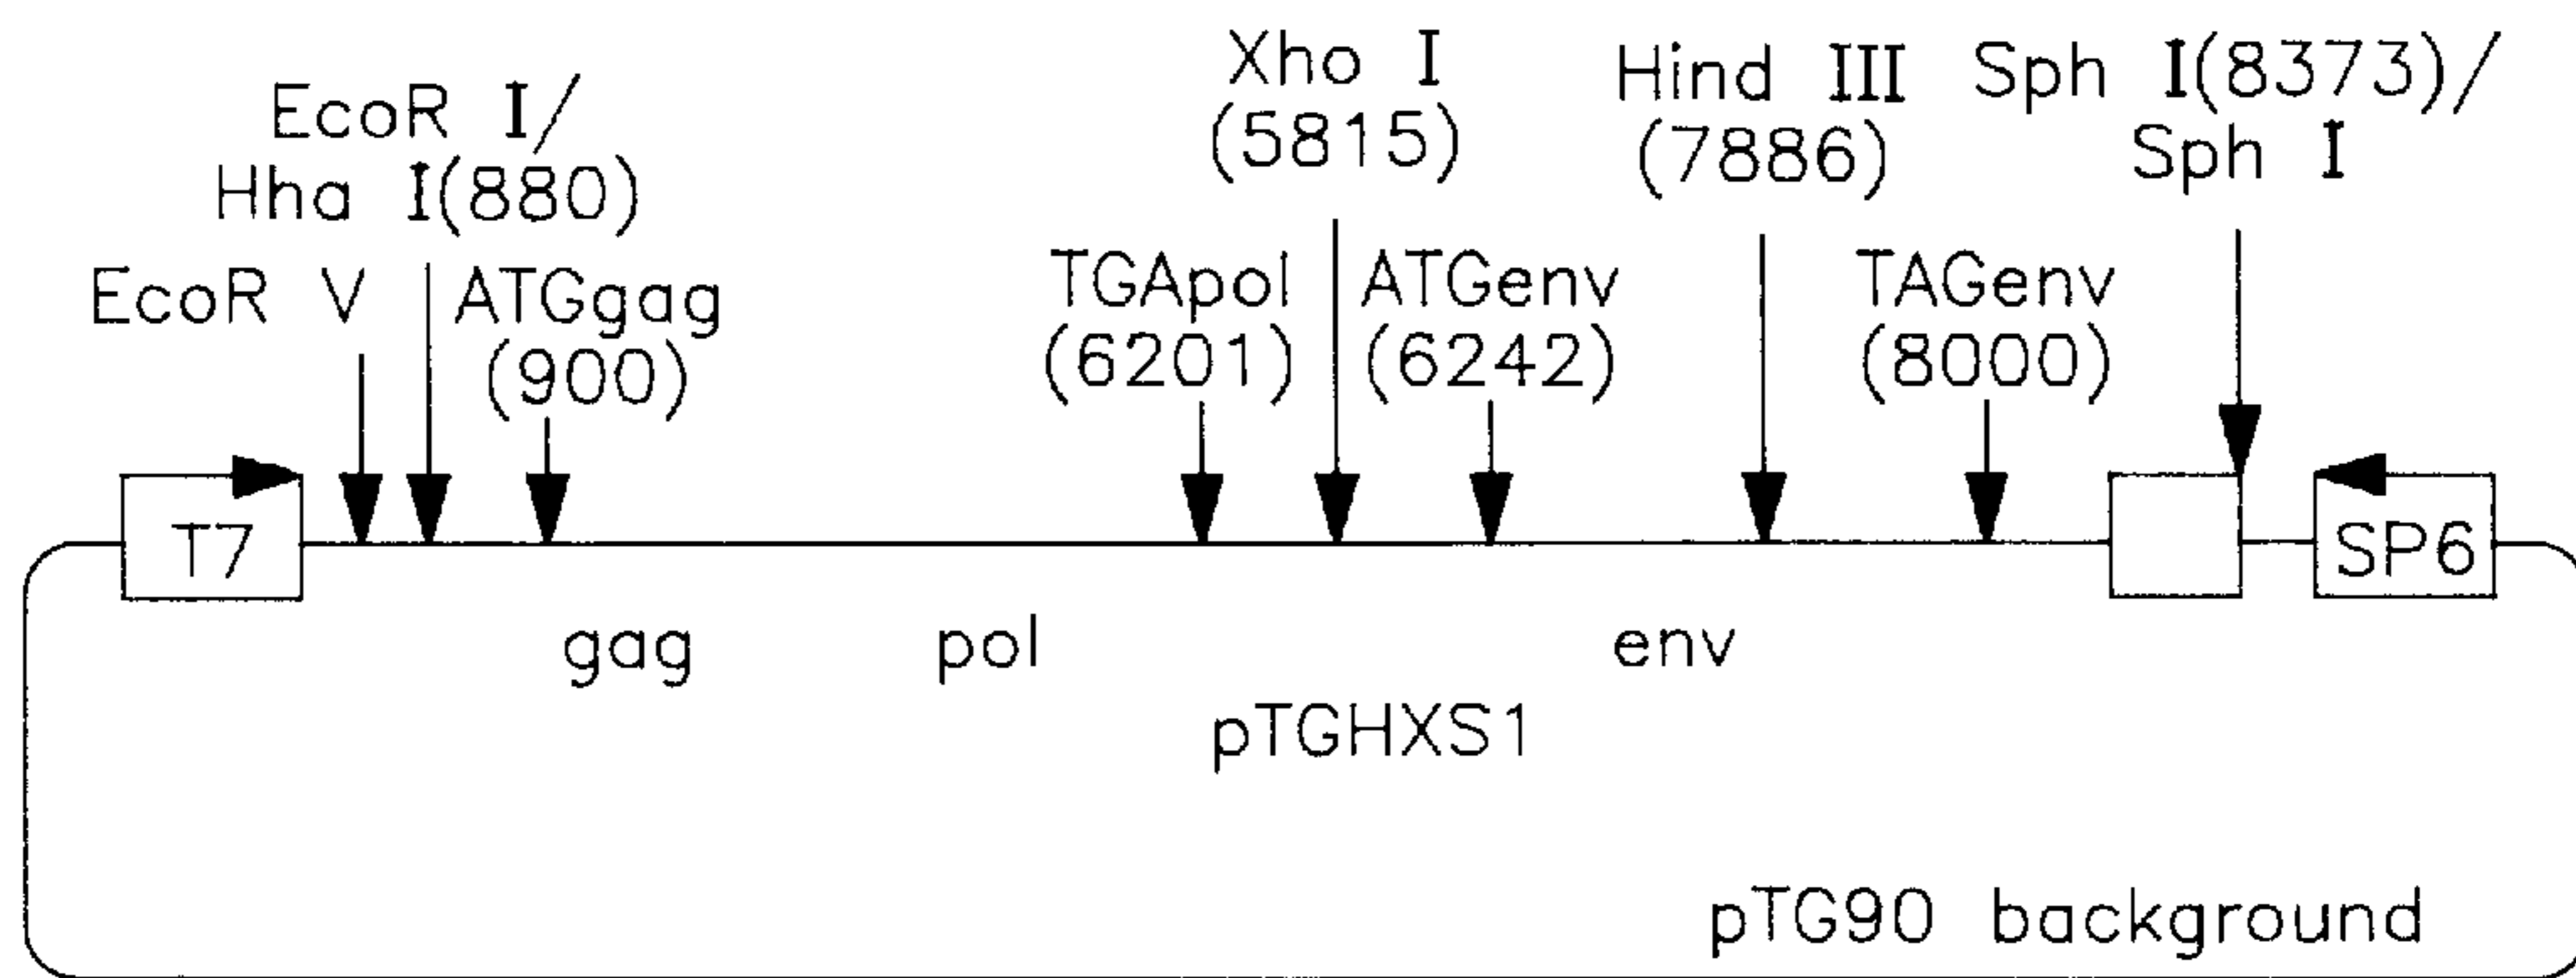 EcoR V
EcoR I/
Hha I(880)
ATGgag
(900)
TGApol
(6201)
Xho I
(5815)
ATGenv
(6242)
Hind III
(7886)
TAGenv
(8000)
Sph I(8373)/
Sph I
T7
SP6
gag
pol
env
pTGHXS1
pTG90 background